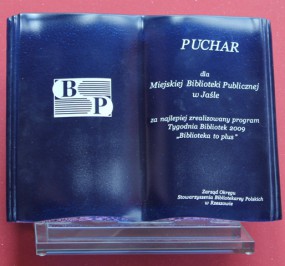 B
P
PUCHAR
dla
Miejskiej Biblioteki Publicznej
w Jaśle
za najlepiej zrealizowany program
Tygodnia Bibliotek 2009
„Biblioteka to plus"
Zarząd Okręgu
Stowarzyszenia Bibliotekarzy Polskich
w Rzeszowie